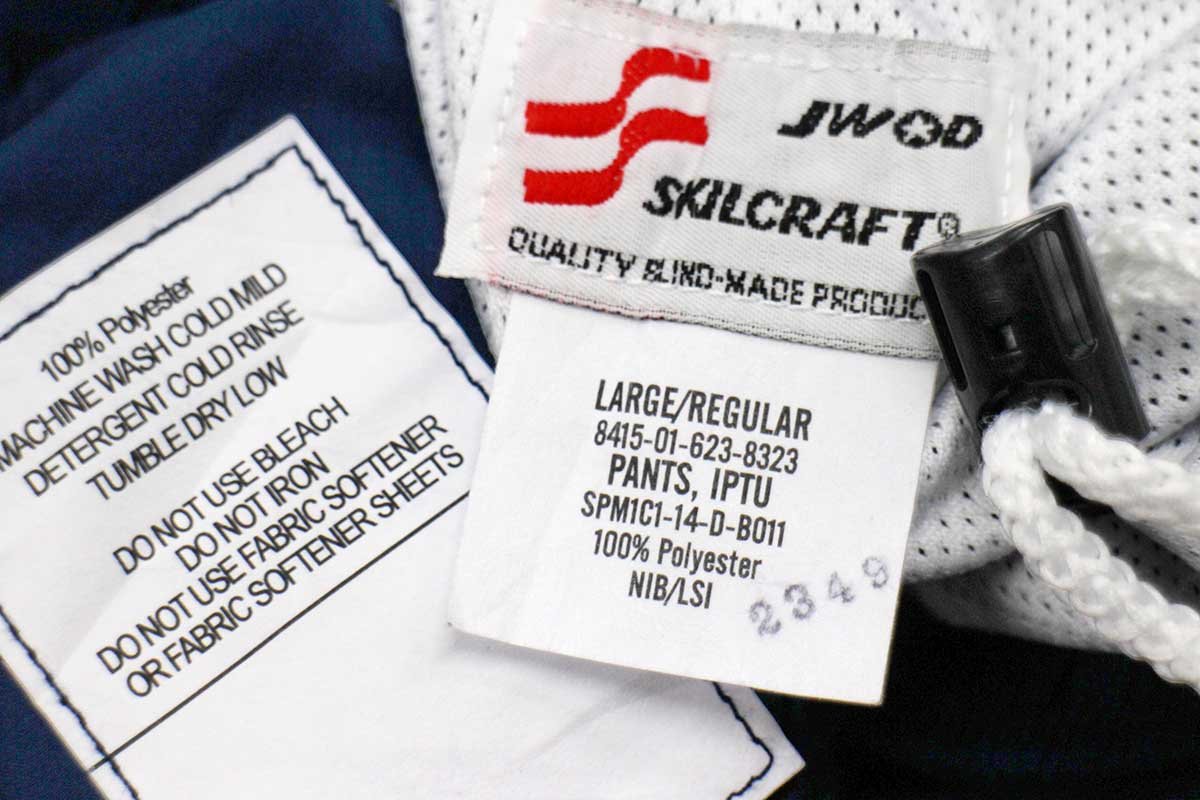 100% Polyester
MACHINE WASH COLD MILD
DETERGENT COLD RINSE
TUMBLE DRY LOW
DO NOT USE BLEACH
DO NOT IRON
DO NOT USE FABRIC SOFTENER
OR FABRIC SOFTENER SHEETS
JWOD
SKILCRAFT®
QUALITY BLIND-MADE PRODUC
LARGE/REGULAR
8415-01-623-8323
PANTS, IPTU
SPM1C1-14-D-B011
100% Polyester
NIB/LSI
2349